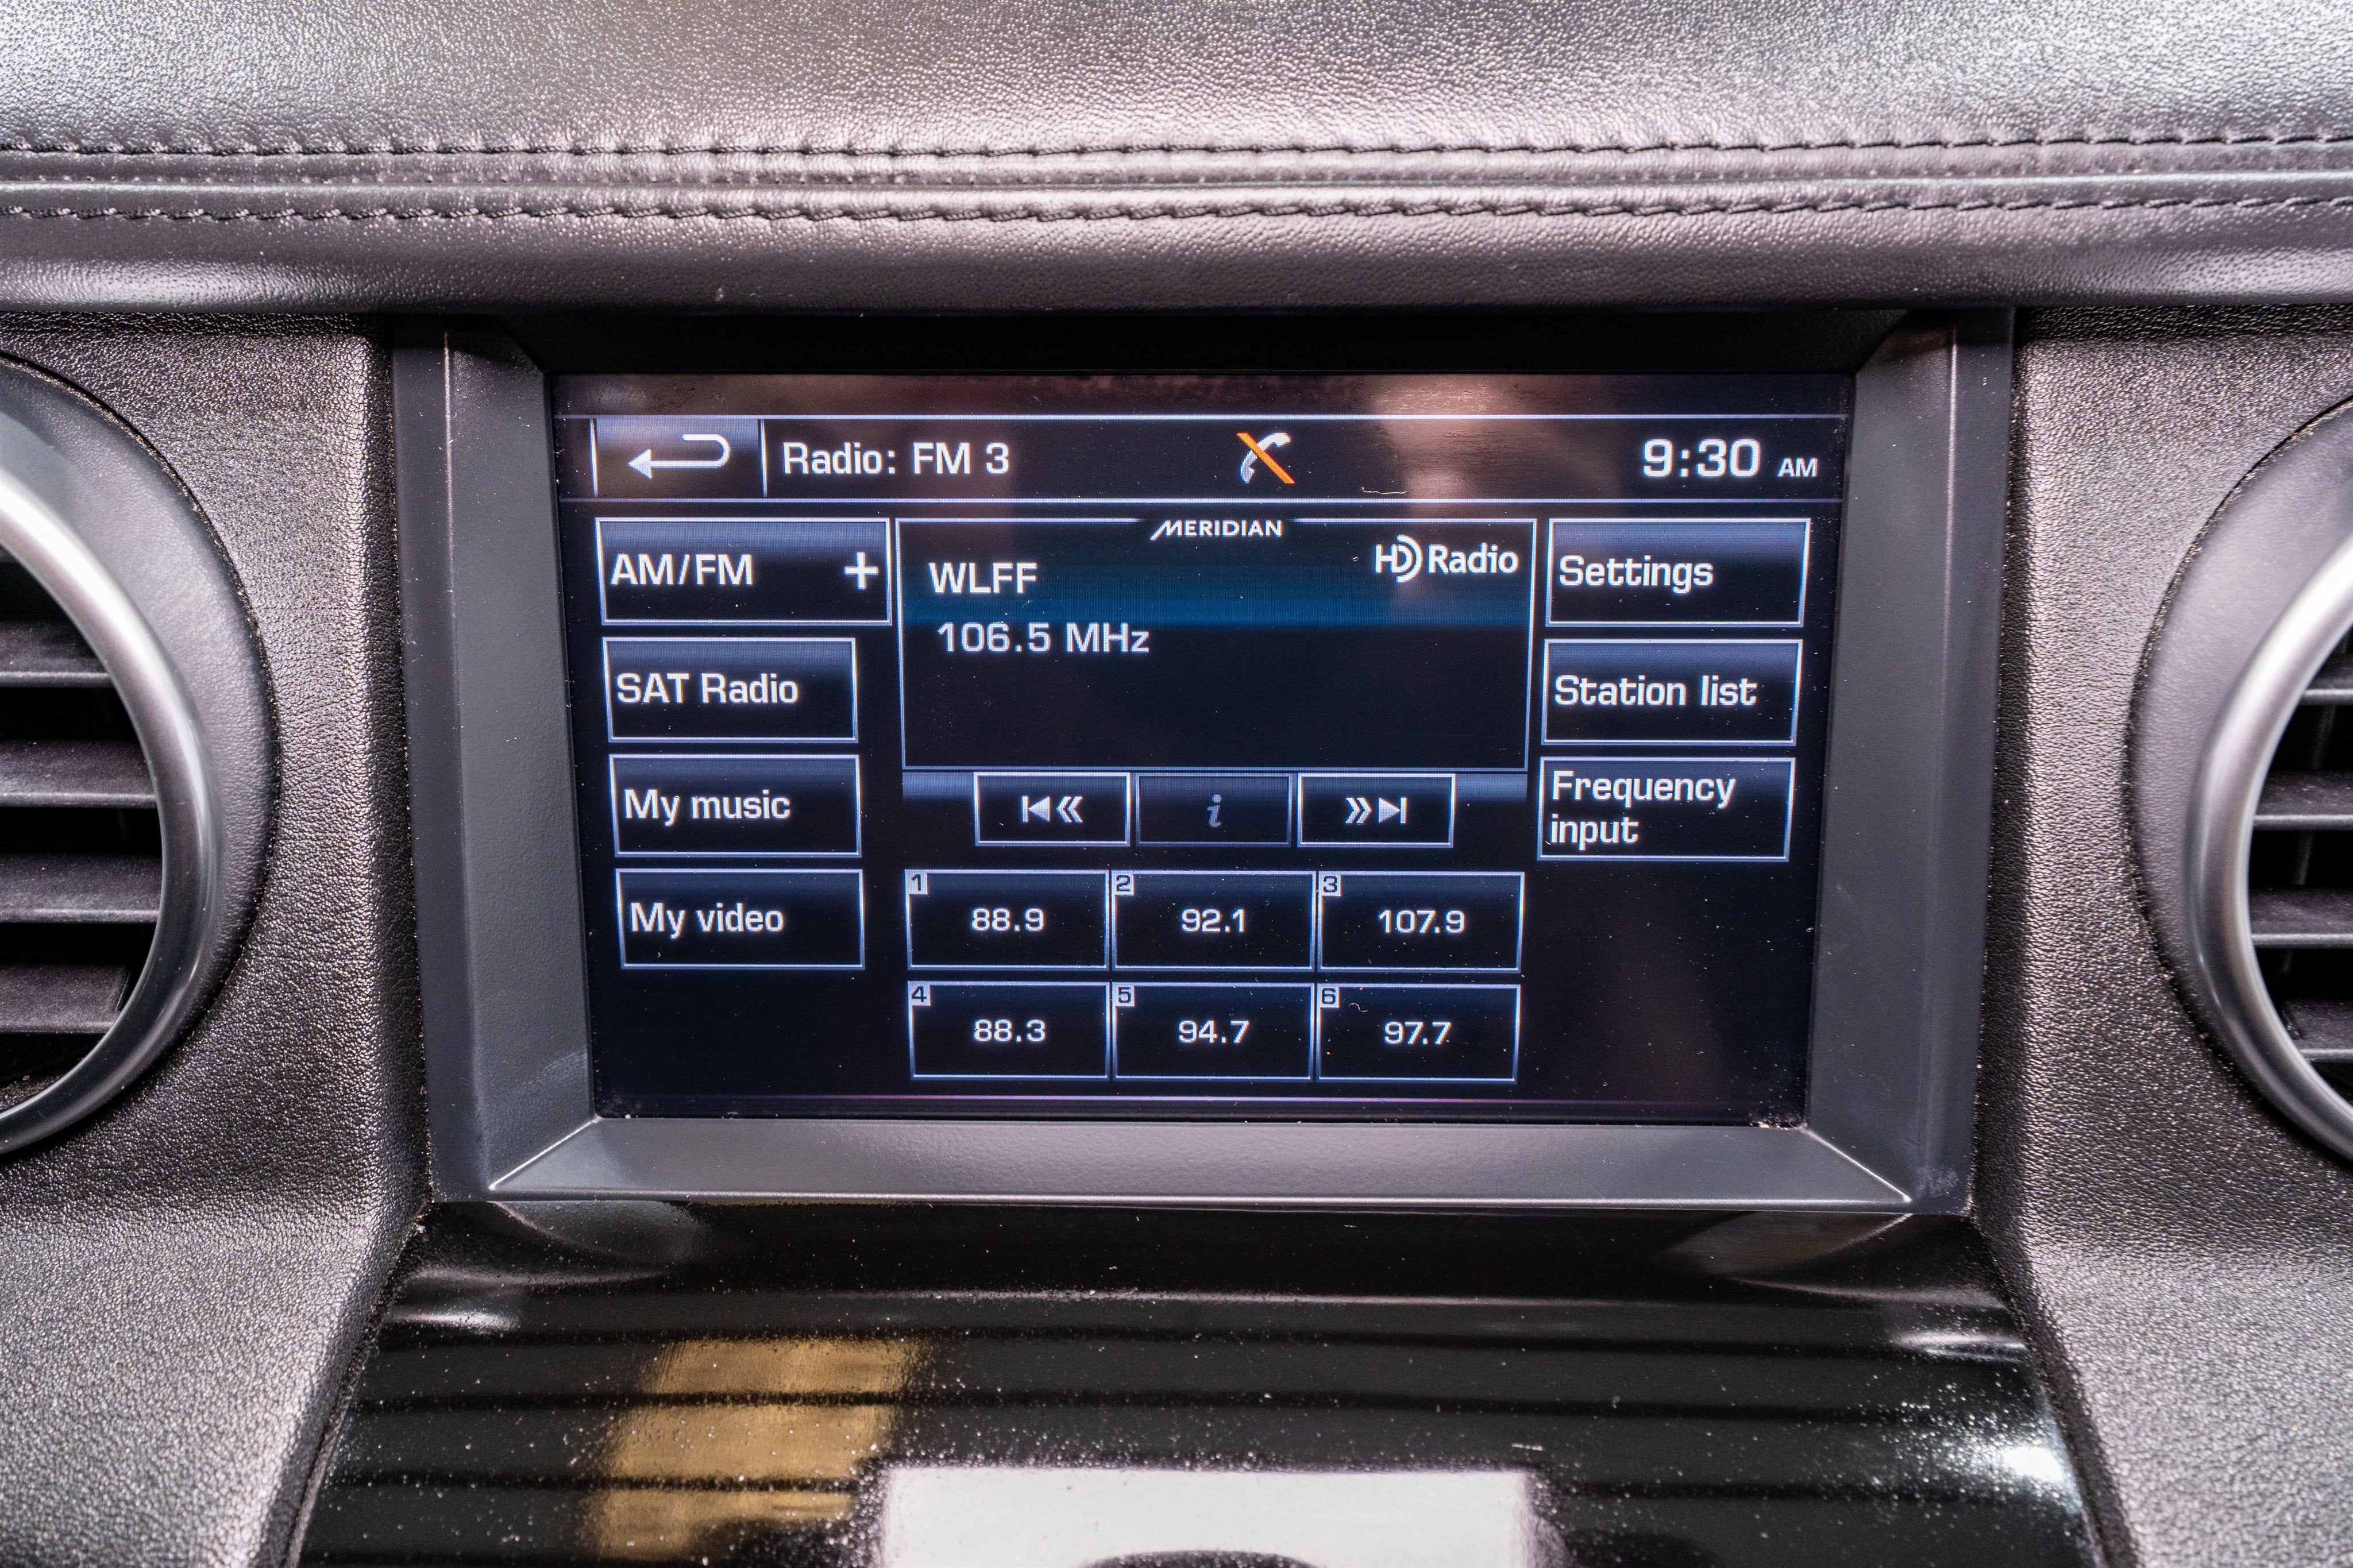 Radio: FM 3
9:30 AM
AM/FM +
MERIDIAN
WLFF
HD Radio
106.5 MHz
Settings
SAT Radio
Station list
My music
i
Frequency
input
My video
1 88.9
2 92.1
3 107.9
4 88.3
5 94.7
6 97.7